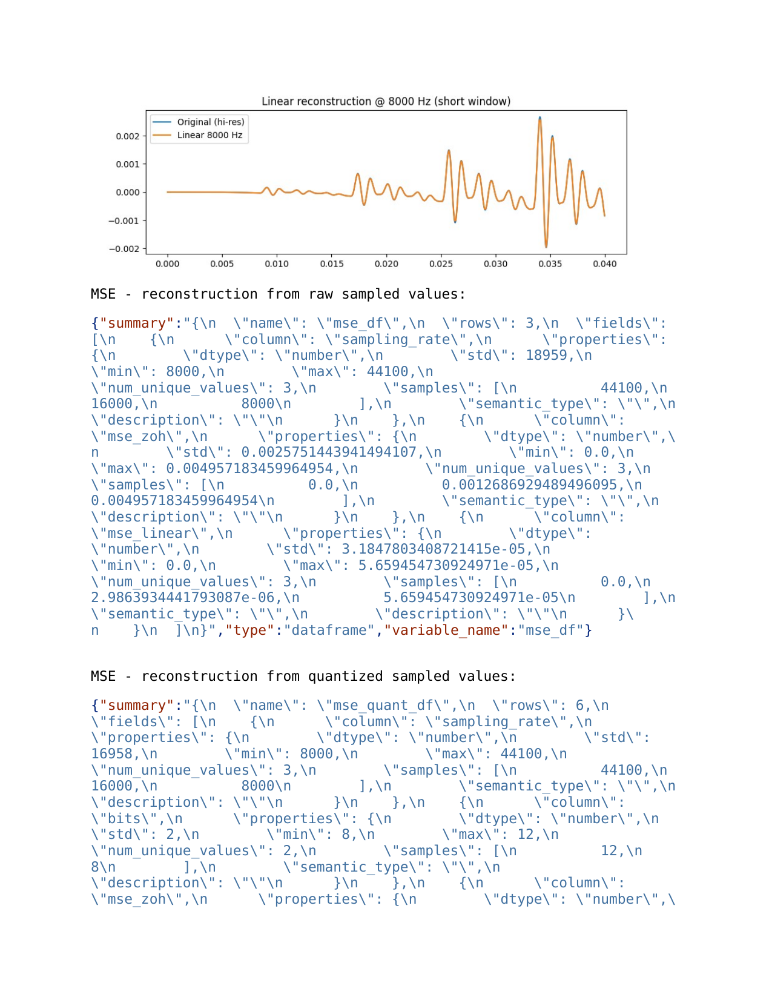 Linear reconstruction @ 8000 Hz (short window)
Original (hi-res)
Linear 8000 Hz
0.002
0.001
0.000
−0.001
−0.002
0.000 0.005 0.010 0.015 0.020 0.025 0.030 0.035 0.040
MSE - reconstruction from raw sampled values:
{"summary":"{\n  \"name\": \"mse_df\",\n  \"rows\": 3,\n  \"fields\":
[\n    {\n      \"column\": \"sampling_rate\",\n      \"properties\":
{\n        \"dtype\": \"number\",\n        \"std\": 18959,\n
\"min\": 8000,\n        \"max\": 44100,\n
\"num_unique_values\": 3,\n        \"samples\": [\n          44100,\n
16000,\n          8000\n        ],\n        \"semantic_type\": \"\",\n
\"description\": \"\"\n      }\n    },\n    {\n      \"column\":
\"mse_zoh\",\n      \"properties\": {\n        \"dtype\": \"number\",\
n        \"std\": 0.0025751443941494107,\n        \"min\": 0.0,\n
\"max\": 0.004957183459964954,\n        \"num_unique_values\": 3,\n
\"samples\": [\n          0.0,\n          0.0012686929489496095,\n
0.004957183459964954\n        ],\n        \"semantic_type\": \"\",\n
\"description\": \"\"\n      }\n    },\n    {\n      \"column\":
\"mse_linear\",\n      \"properties\": {\n        \"dtype\":
\"number\",\n        \"std\": 3.1847803408721415e-05,\n
\"min\": 0.0,\n        \"max\": 5.659454730924971e-05,\n
\"num_unique_values\": 3,\n        \"samples\": [\n          0.0,\n
2.9863934441793087e-06,\n          5.659454730924971e-05\n        ],\n
\"semantic_type\": \"\",\n        \"description\": \"\"\n      }\
n    }\n  ]\n}","type":"dataframe","variable_name":"mse_df"}
MSE - reconstruction from quantized sampled values:
{"summary":"{\n  \"name\": \"mse_quant_df\",\n  \"rows\": 6,\n
\"fields\": [\n    {\n      \"column\": \"sampling_rate\",\n
\"properties\": {\n        \"dtype\": \"number\",\n        \"std\":
16958,\n        \"min\": 8000,\n        \"max\": 44100,\n
\"num_unique_values\": 3,\n        \"samples\": [\n          44100,\n
16000,\n          8000\n        ],\n        \"semantic_type\": \"\",\n
\"description\": \"\"\n      }\n    },\n    {\n      \"column\":
\"bits\",\n      \"properties\": {\n        \"dtype\": \"number\",\n
\"std\": 2,\n        \"min\": 8,\n        \"max\": 12,\n
\"num_unique_values\": 2,\n        \"samples\": [\n          12,\n
8\n        ],\n        \"semantic_type\": \"\",\n
\"description\": \"\"\n      }\n    },\n    {\n      \"column\":
\"mse_zoh\",\n      \"properties\": {\n        \"dtype\": \"number\",\